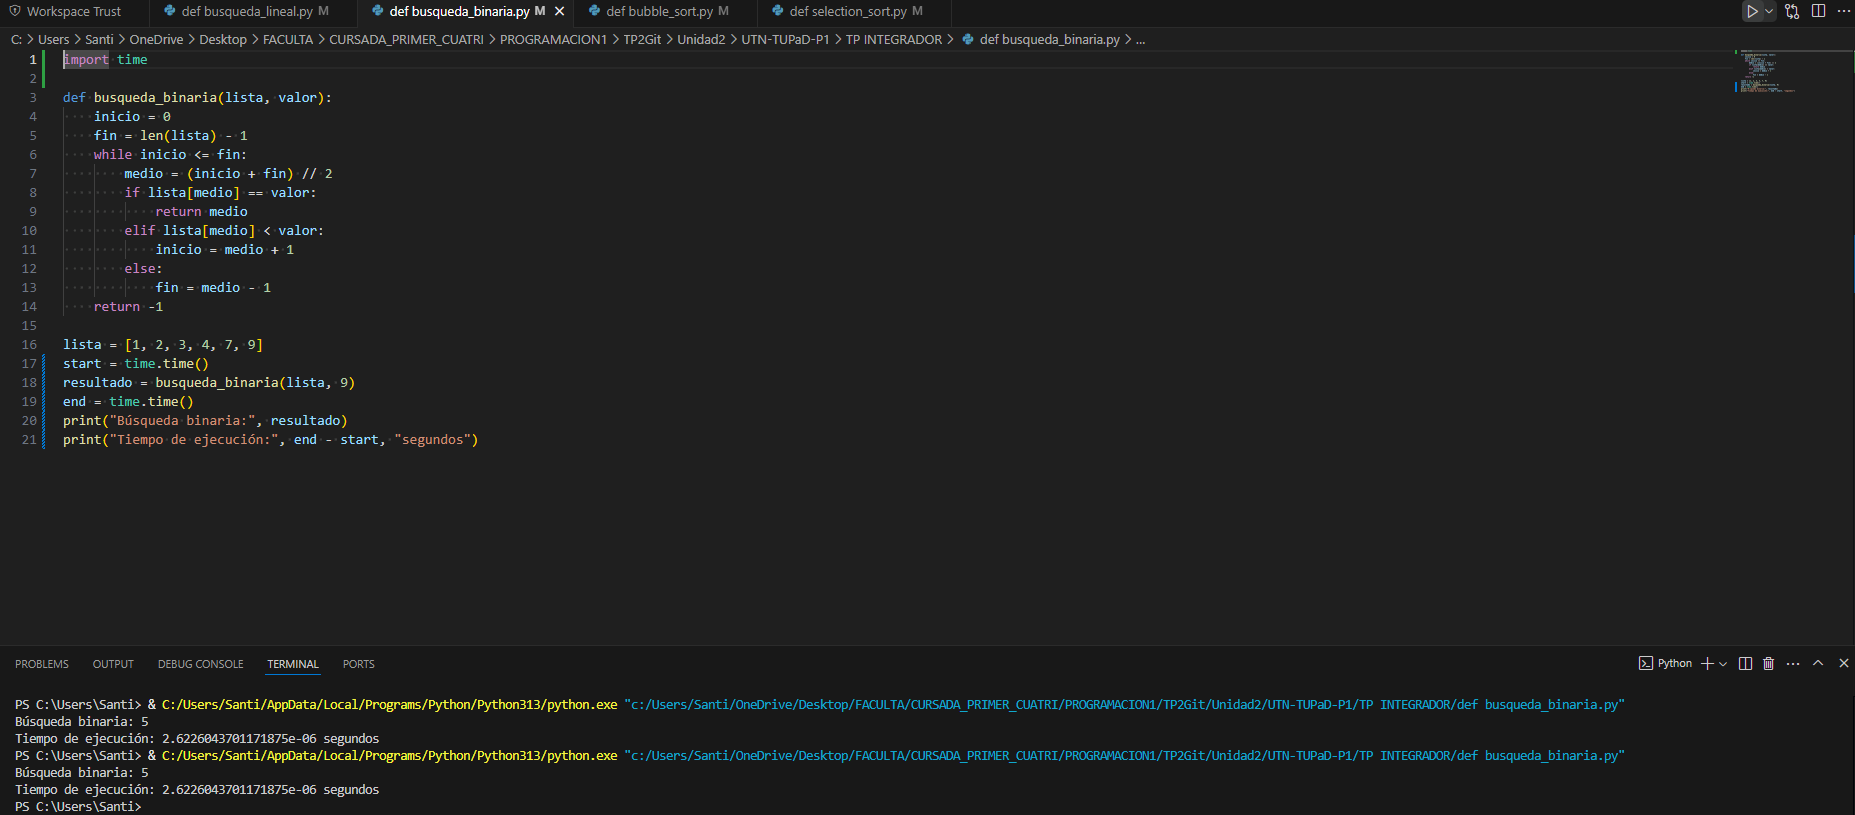 Workspace Trust def busqueda_lineal.py M def busqueda_binaria.py M def bubble_sort.py M def selection_sort.py M
C: > Users > Santi > OneDrive > Desktop > FACULTA > CURSADA_PRIMER_CUATRI > PROGRAMACION1 > TP2Git > Unidad2 > UTN-TUPaD-P1 > TP INTEGRADOR > def busqueda_binaria.py > ...
1 import time
2
3 def busqueda_binaria(lista, valor):
4     inicio = 0
5     fin = len(lista) - 1
6     while inicio <= fin:
7         medio = (inicio + fin) // 2
8         if lista[medio] == valor:
9             return medio
10         elif lista[medio] < valor:
11             inicio = medio + 1
12         else:
13             fin = medio - 1
14     return -1
15
16 lista = [1, 2, 3, 4, 7, 9]
17 start = time.time()
18 resultado = busqueda_binaria(lista, 9)
19 end = time.time()
20 print("Búsqueda binaria:", resultado)
21 print("Tiempo de ejecución:", end - start, "segundos")
PROBLEMS OUTPUT DEBUG CONSOLE TERMINAL PORTS Python
PS C:\Users\Santi> & C:/Users/Santi/AppData/Local/Programs/Python/Python313/python.exe "c:/Users/Santi/OneDrive/Desktop/FACULTA/CURSADA_PRIMER_CUATRI/PROGRAMACION1/TP2Git/Unidad2/UTN-TUPaD-P1/TP INTEGRADOR/def busqueda_binaria.py"
Búsqueda binaria: 5
Tiempo de ejecución: 2.6226043701171875e-06 segundos
PS C:\Users\Santi> & C:/Users/Santi/AppData/Local/Programs/Python/Python313/python.exe "c:/Users/Santi/OneDrive/Desktop/FACULTA/CURSADA_PRIMER_CUATRI/PROGRAMACION1/TP2Git/Unidad2/UTN-TUPaD-P1/TP INTEGRADOR/def busqueda_binaria.py"
Búsqueda binaria: 5
Tiempo de ejecución: 2.6226043701171875e-06 segundos
PS C:\Users\Santi>